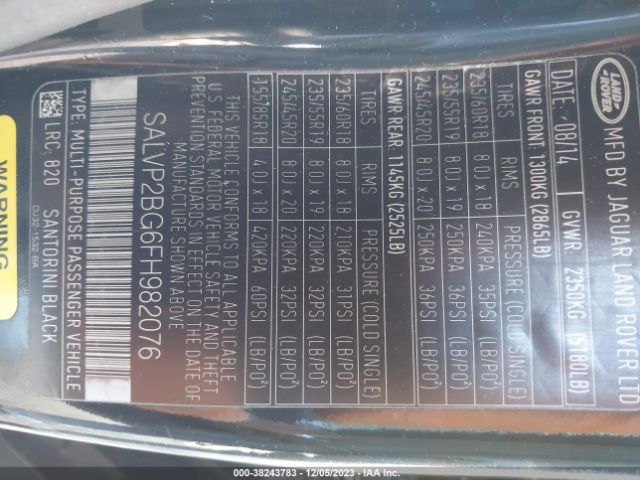 LAND ROVER
MFD BY JAGUAR LAND ROVER LTD
DATE: 08/14 GVWR: 2350KG (5180LB)
GAWR FRONT: 1300KG (2865LB)
TIRES RIMS PRESSURE (COLD SINGLE)
235/60R18 8.0J x 18 240KPA 35PSI (LB/PO²)
235/55R19 8.0J x 19 250KPA 36PSI (LB/PO²)
245/45R20 8.0J x 20 250KPA 36PSI (LB/PO²)
GAWR REAR: 1145KG (2525LB)
TIRES RIMS PRESSURE (COLD SINGLE)
235/60R18 8.0J x 18 210KPA 31PSI (LB/PO²)
235/55R19 8.0J x 19 220KPA 32PSI (LB/PO²)
245/45R20 8.0J x 20 220KPA 32PSI (LB/PO²)
155/85R18 4.0J x 18 420KPA 60PSI (LB/PO²)
THIS VEHICLE CONFORMS TO ALL APPLICABLE
U S FEDERAL MOTOR VEHICLE SAFETY AND THEFT
PREVENTION STANDARDS IN EFFECT ON THE DATE OF
MANUFACTURE SHOWN ABOVE
SALVP2BG6FH982076
TYPE: MULTI-PURPOSE PASSENGER VEHICLE
LRC: 820 SANTORINI BLACK
DJ32-1532-BA
WARNING
000-38243783 - 12/05/2023 - IAA Inc.